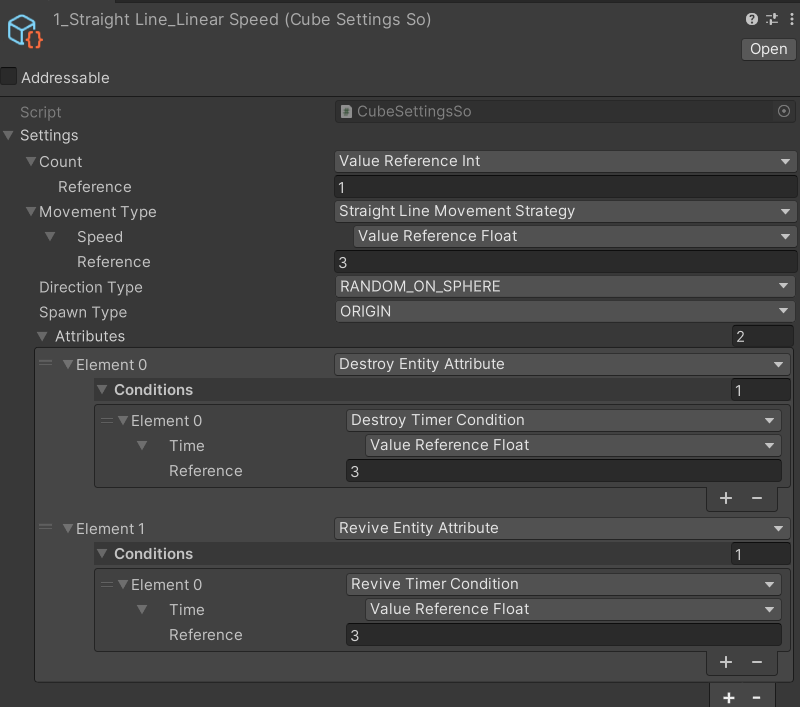 1_Straight Line_Linear Speed (Cube Settings So)
Open
Addressable
Script CubeSettingsSo
Settings
Count Value Reference Int
Reference 1
Movement Type Straight Line Movement Strategy
Speed Value Reference Float
Reference 3
Direction Type RANDOM_ON_SPHERE
Spawn Type ORIGIN
Attributes 2
Element 0 Destroy Entity Attribute
Conditions 1
Element 0 Destroy Timer Condition
Time Value Reference Float
Reference 3
+ −
Element 1 Revive Entity Attribute
Conditions 1
Element 0 Revive Timer Condition
Time Value Reference Float
Reference 3
+ −
+ −